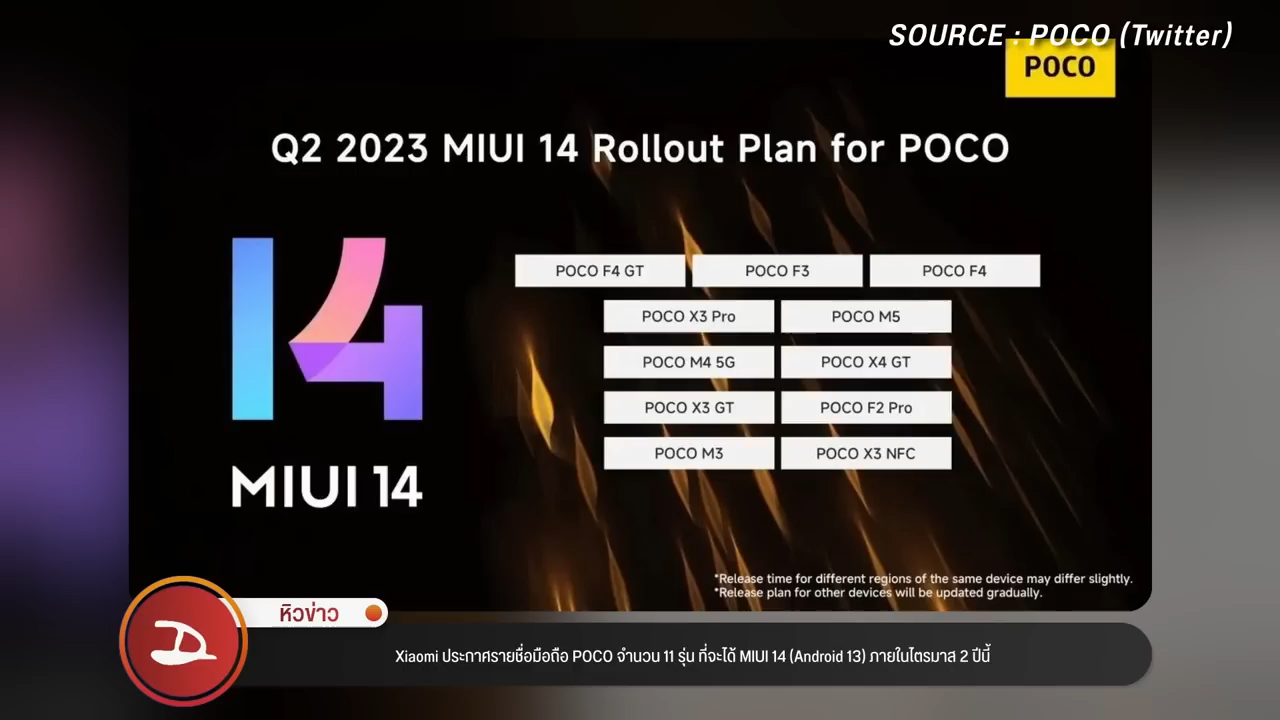 SOURCE : POCO (Twitter)
POCO
Q2 2023 MIUI 14 Rollout Plan for POCO
POCO F4 GT POCO F3 POCO F4
POCO X3 Pro POCO M5
POCO M4 5G POCO X4 GT
POCO X3 GT POCO F2 Pro
POCO M3 POCO X3 NFC
14
MIUI 14
*Release time for different regions of the same device may differ slightly.
*Release plan for other devices will be updated gradually.
หิวข่าว
Xiaomi ประกาศรายชื่อมือถือ POCO จำนวน 11 รุ่น ที่จะได้ MIUI 14 (Android 13) ภายในไตรมาส 2 ปีนี้